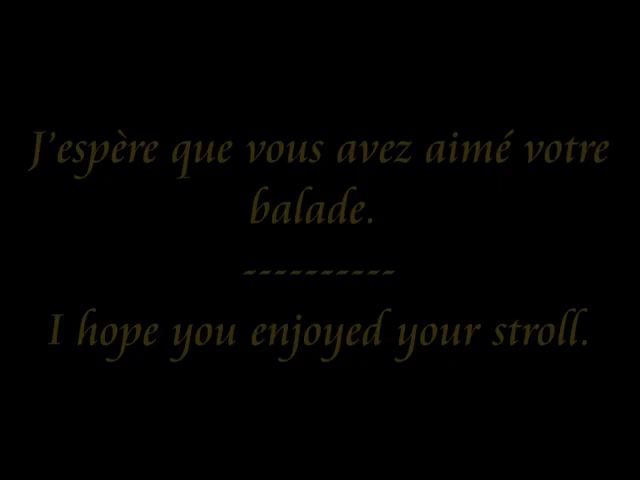 J'espère que vous avez aimé votre
balade.
----------
I hope you enjoyed your stroll.